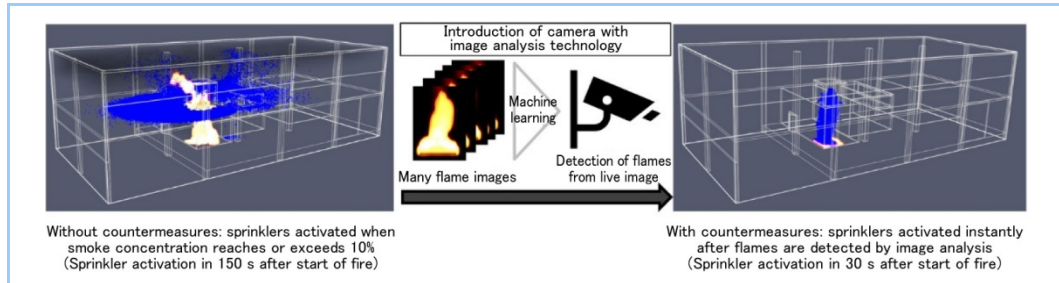 Introduction of camera with
image analysis technology
Machine
learning
Many flame images
Detection of flames
from live image
Without countermeasures: sprinklers activated when
smoke concentration reaches or exceeds 10%
(Sprinkler activation in 150 s after start of fire)
With countermeasures: sprinklers activated instantly
after flames are detected by image analysis
(Sprinkler activation in 30 s after start of fire)